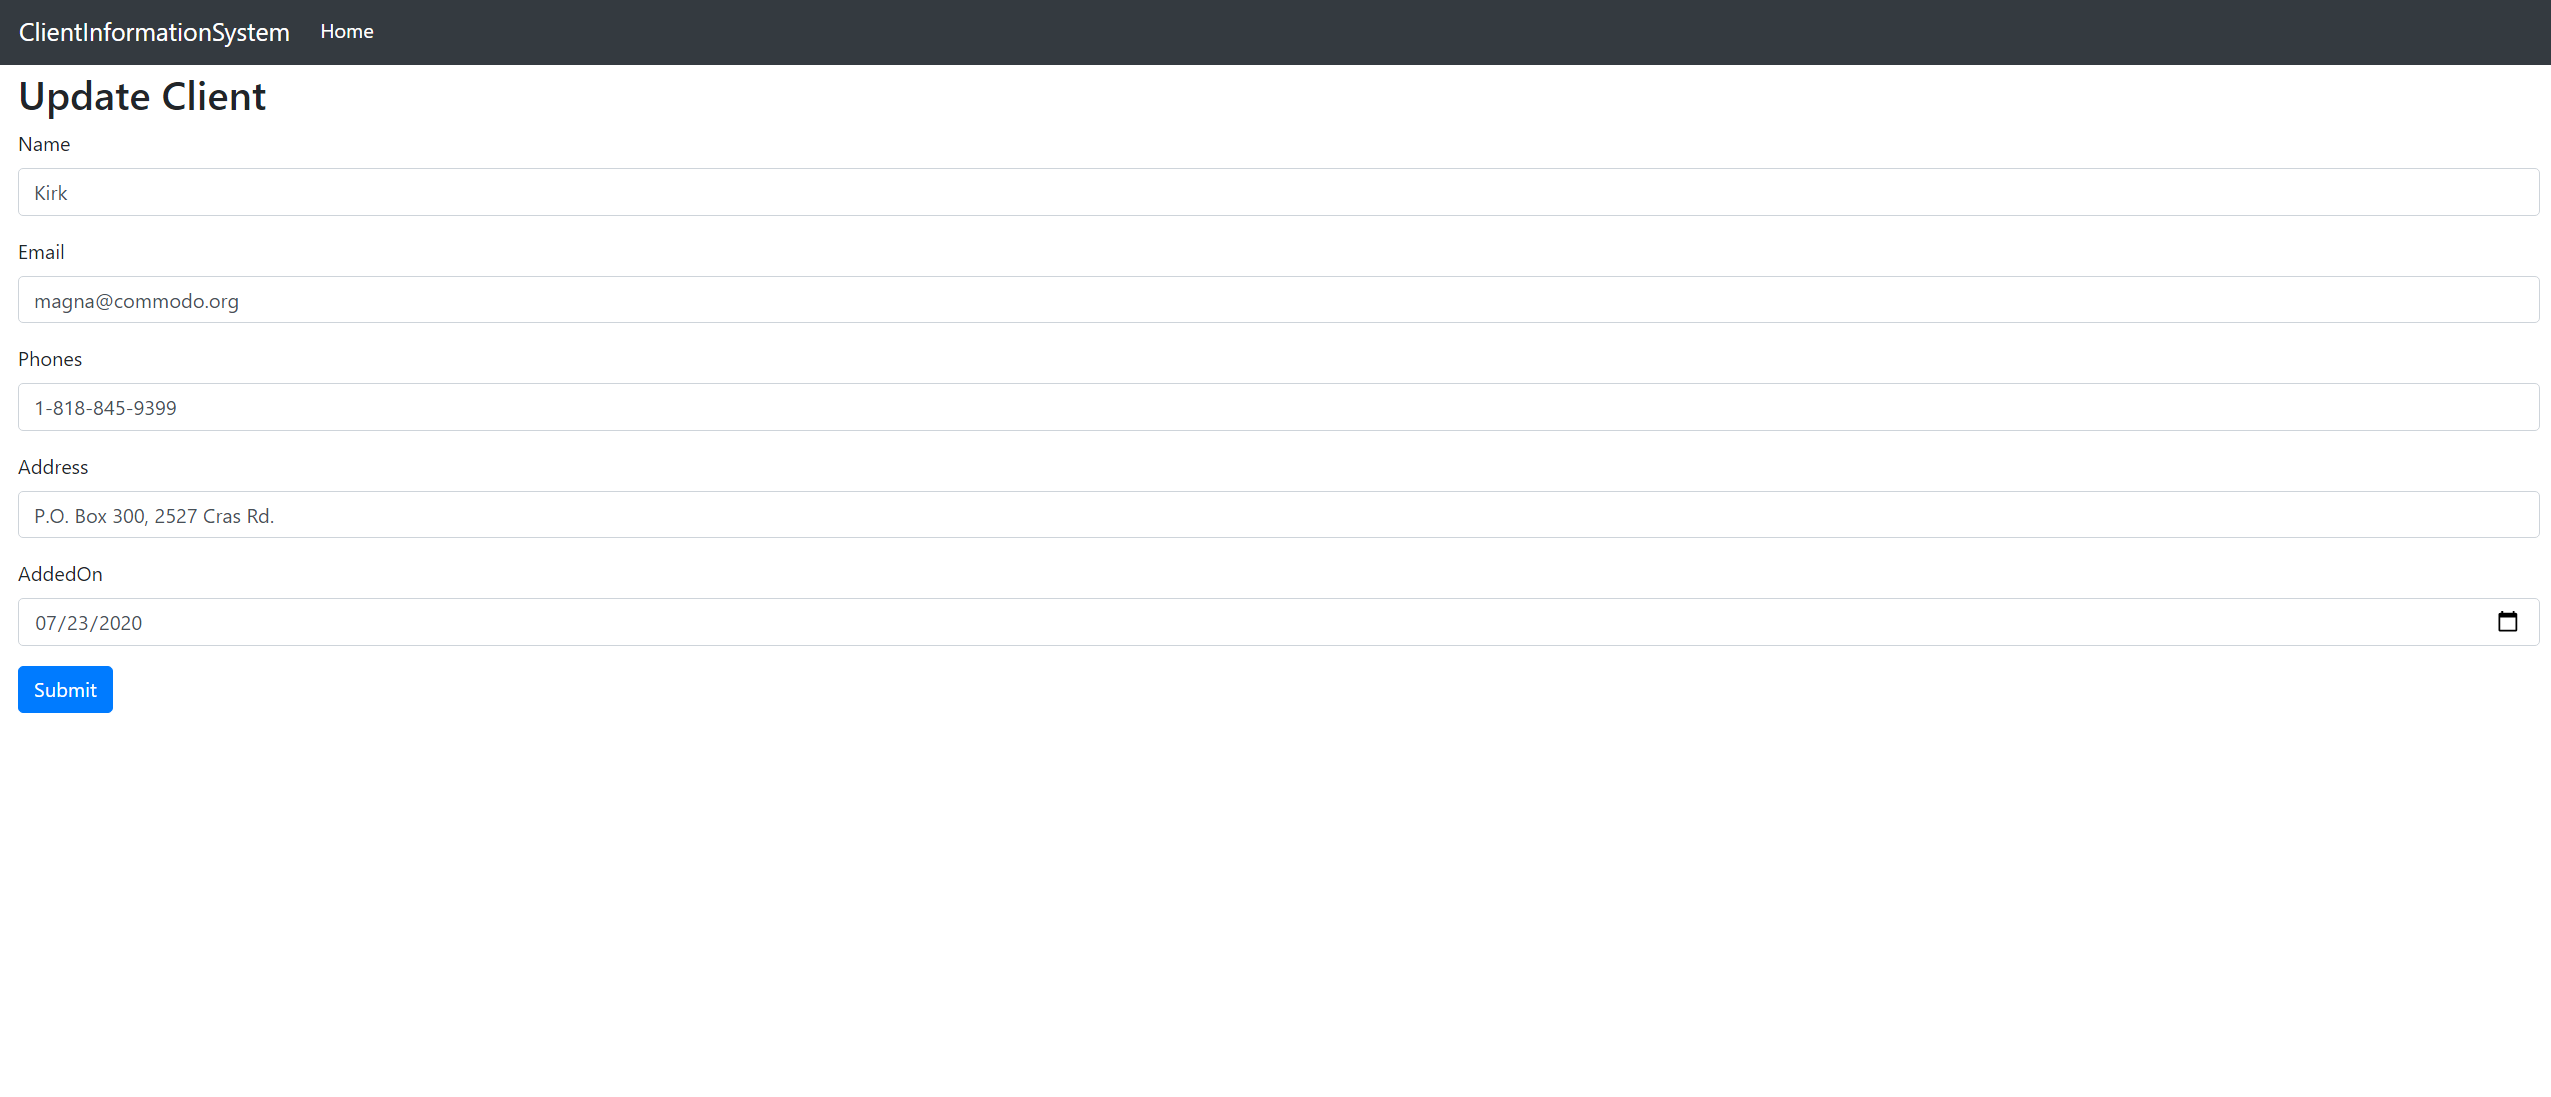 ClientInformationSystem Home
Update Client
Name
Kirk
Email
magna@commodo.org
Phones
1-818-845-9399
Address
P.O. Box 300, 2527 Cras Rd.
AddedOn
07/23/2020
Submit